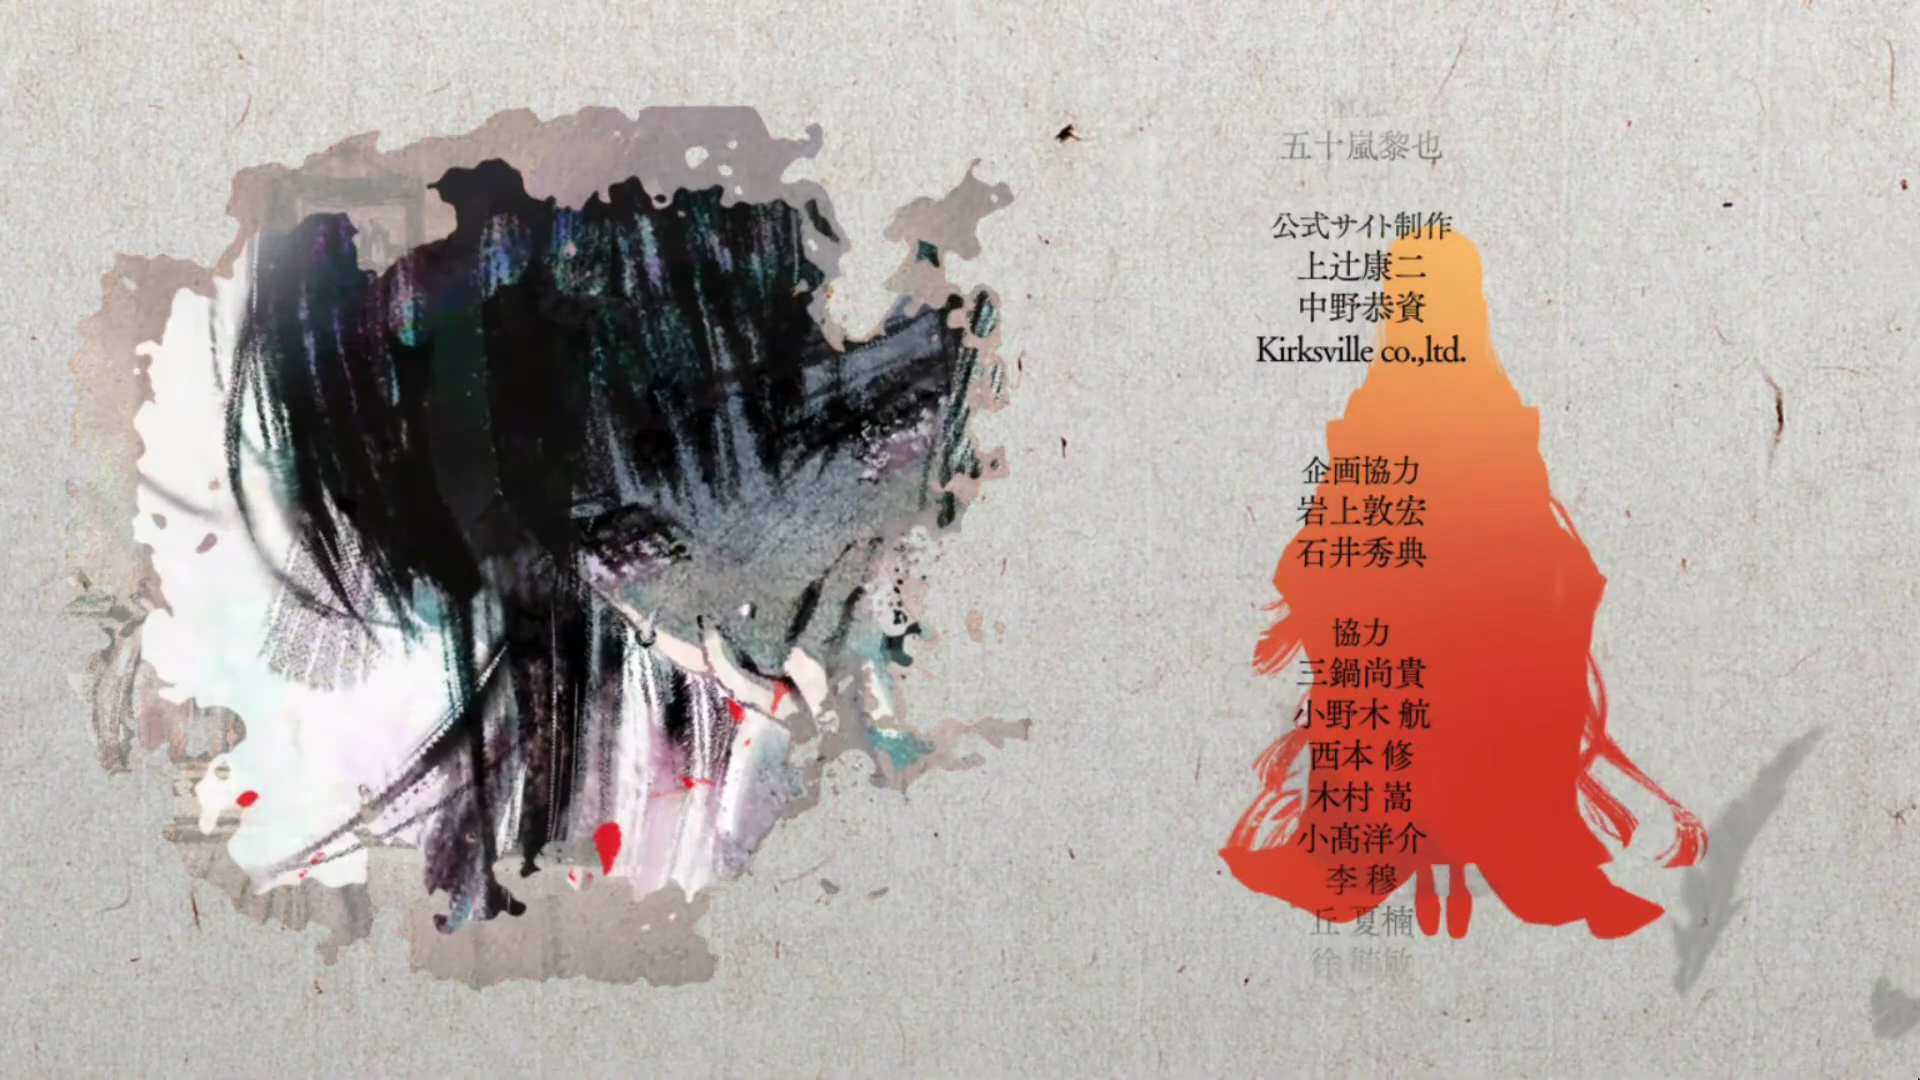 五十嵐黎也
公式サイト制作
上辻康二
中野恭資
Kirksville co.,ltd.
企画協力
岩上敦宏
石井秀典
協力
三鍋尚貴
小野木 航
西本 修
木村 嵩
小髙洋介
李 穆
丘 夏楠